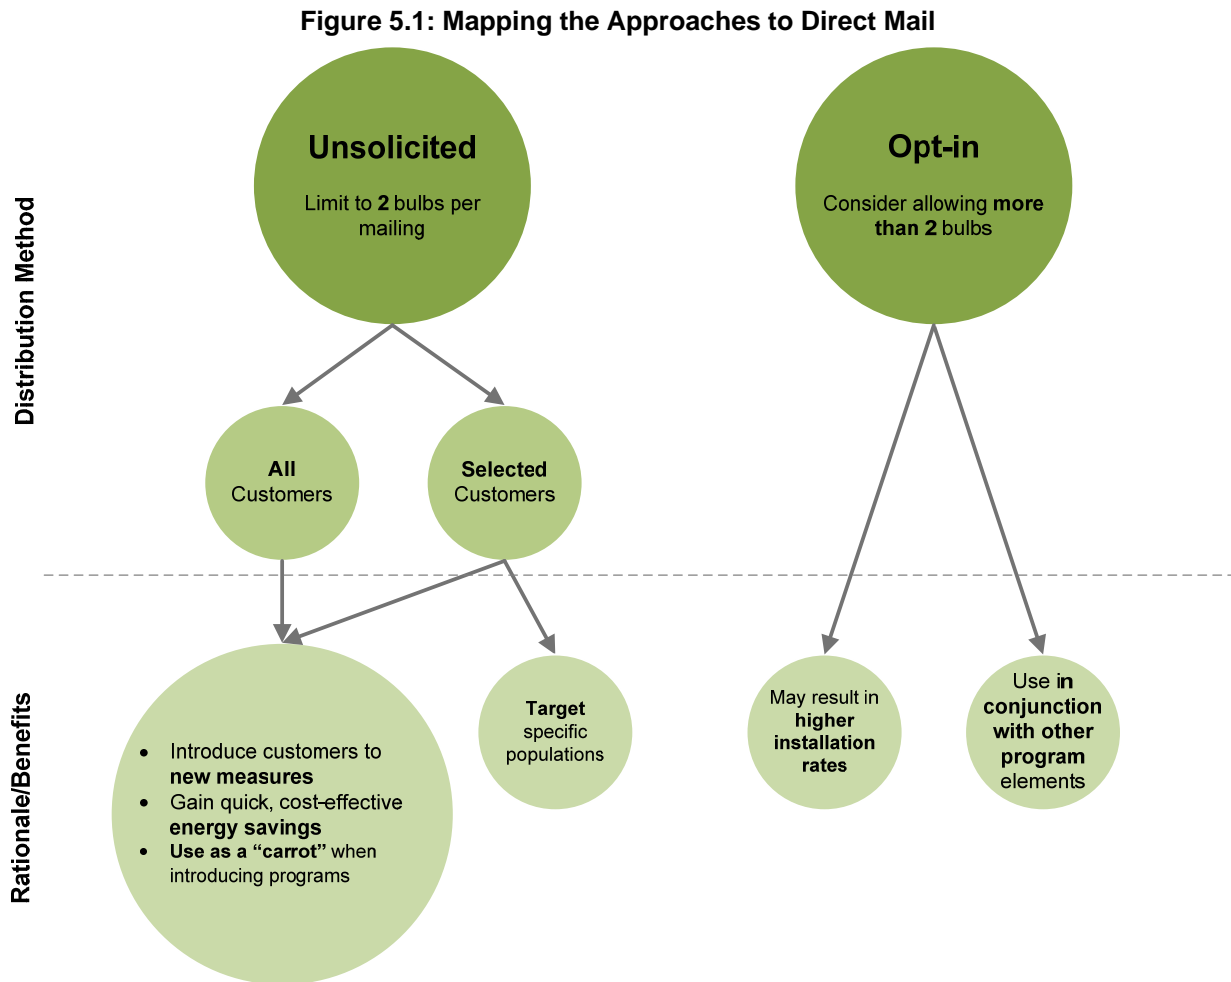 Figure 5.1: Mapping the Approaches to Direct Mail
Distribution Method
Unsolicited
Limit to 2 bulbs per
mailing
Opt-in
Consider allowing more
than 2 bulbs
All
Customers
Selected
Customers
Rationale/Benefits
• Introduce customers to
new measures
• Gain quick, cost-effective
energy savings
• Use as a “carrot” when
introducing programs
Target
specific
populations
May result in
higher
installation
rates
Use in
conjunction
with other
program
elements